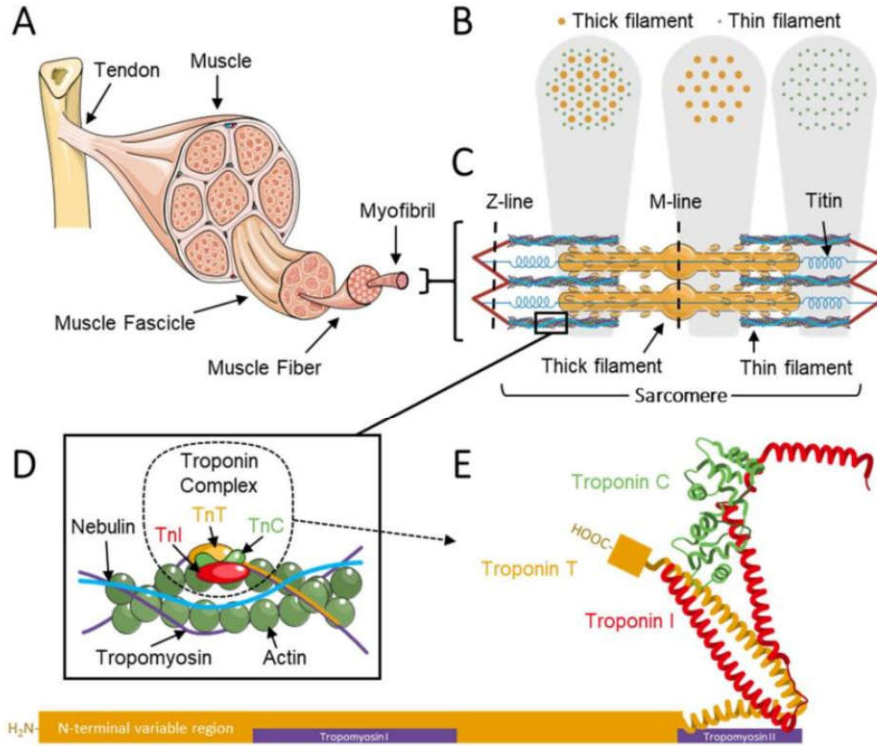 A
Tendon
Muscle
Myofibril
Muscle Fascicle
Muscle Fiber
B
Thick filament
Thin filament
C
Z-line
M-line
Titin
Thick filament
Thin filament
Sarcomere
D
Troponin
Complex
TnT
TnC
TnI
Nebulin
Tropomyosin
Actin
E
Troponin C
HOOC-
Troponin T
Troponin I
H₂N-
N-terminal variable region
Tropomyosin I
Tropomyosin II